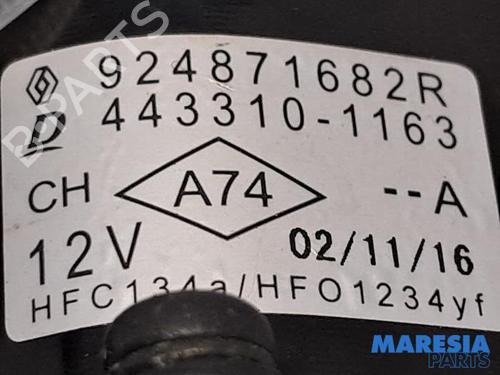 924871682R
D 443310-1163
CH A74 --A
12V 02/11/16
HFC134a/HFO1234yf
B-PARTS
MARESIA
PARTS